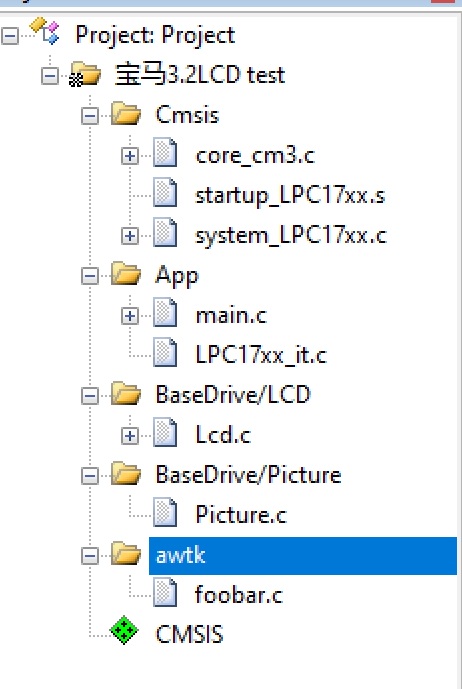 Project: Project
宝马3.2LCD test
Cmsis
core_cm3.c
startup_LPC17xx.s
system_LPC17xx.c
App
main.c
LPC17xx_it.c
BaseDrive/LCD
Lcd.c
BaseDrive/Picture
Picture.c
awtk
foobar.c
CMSIS